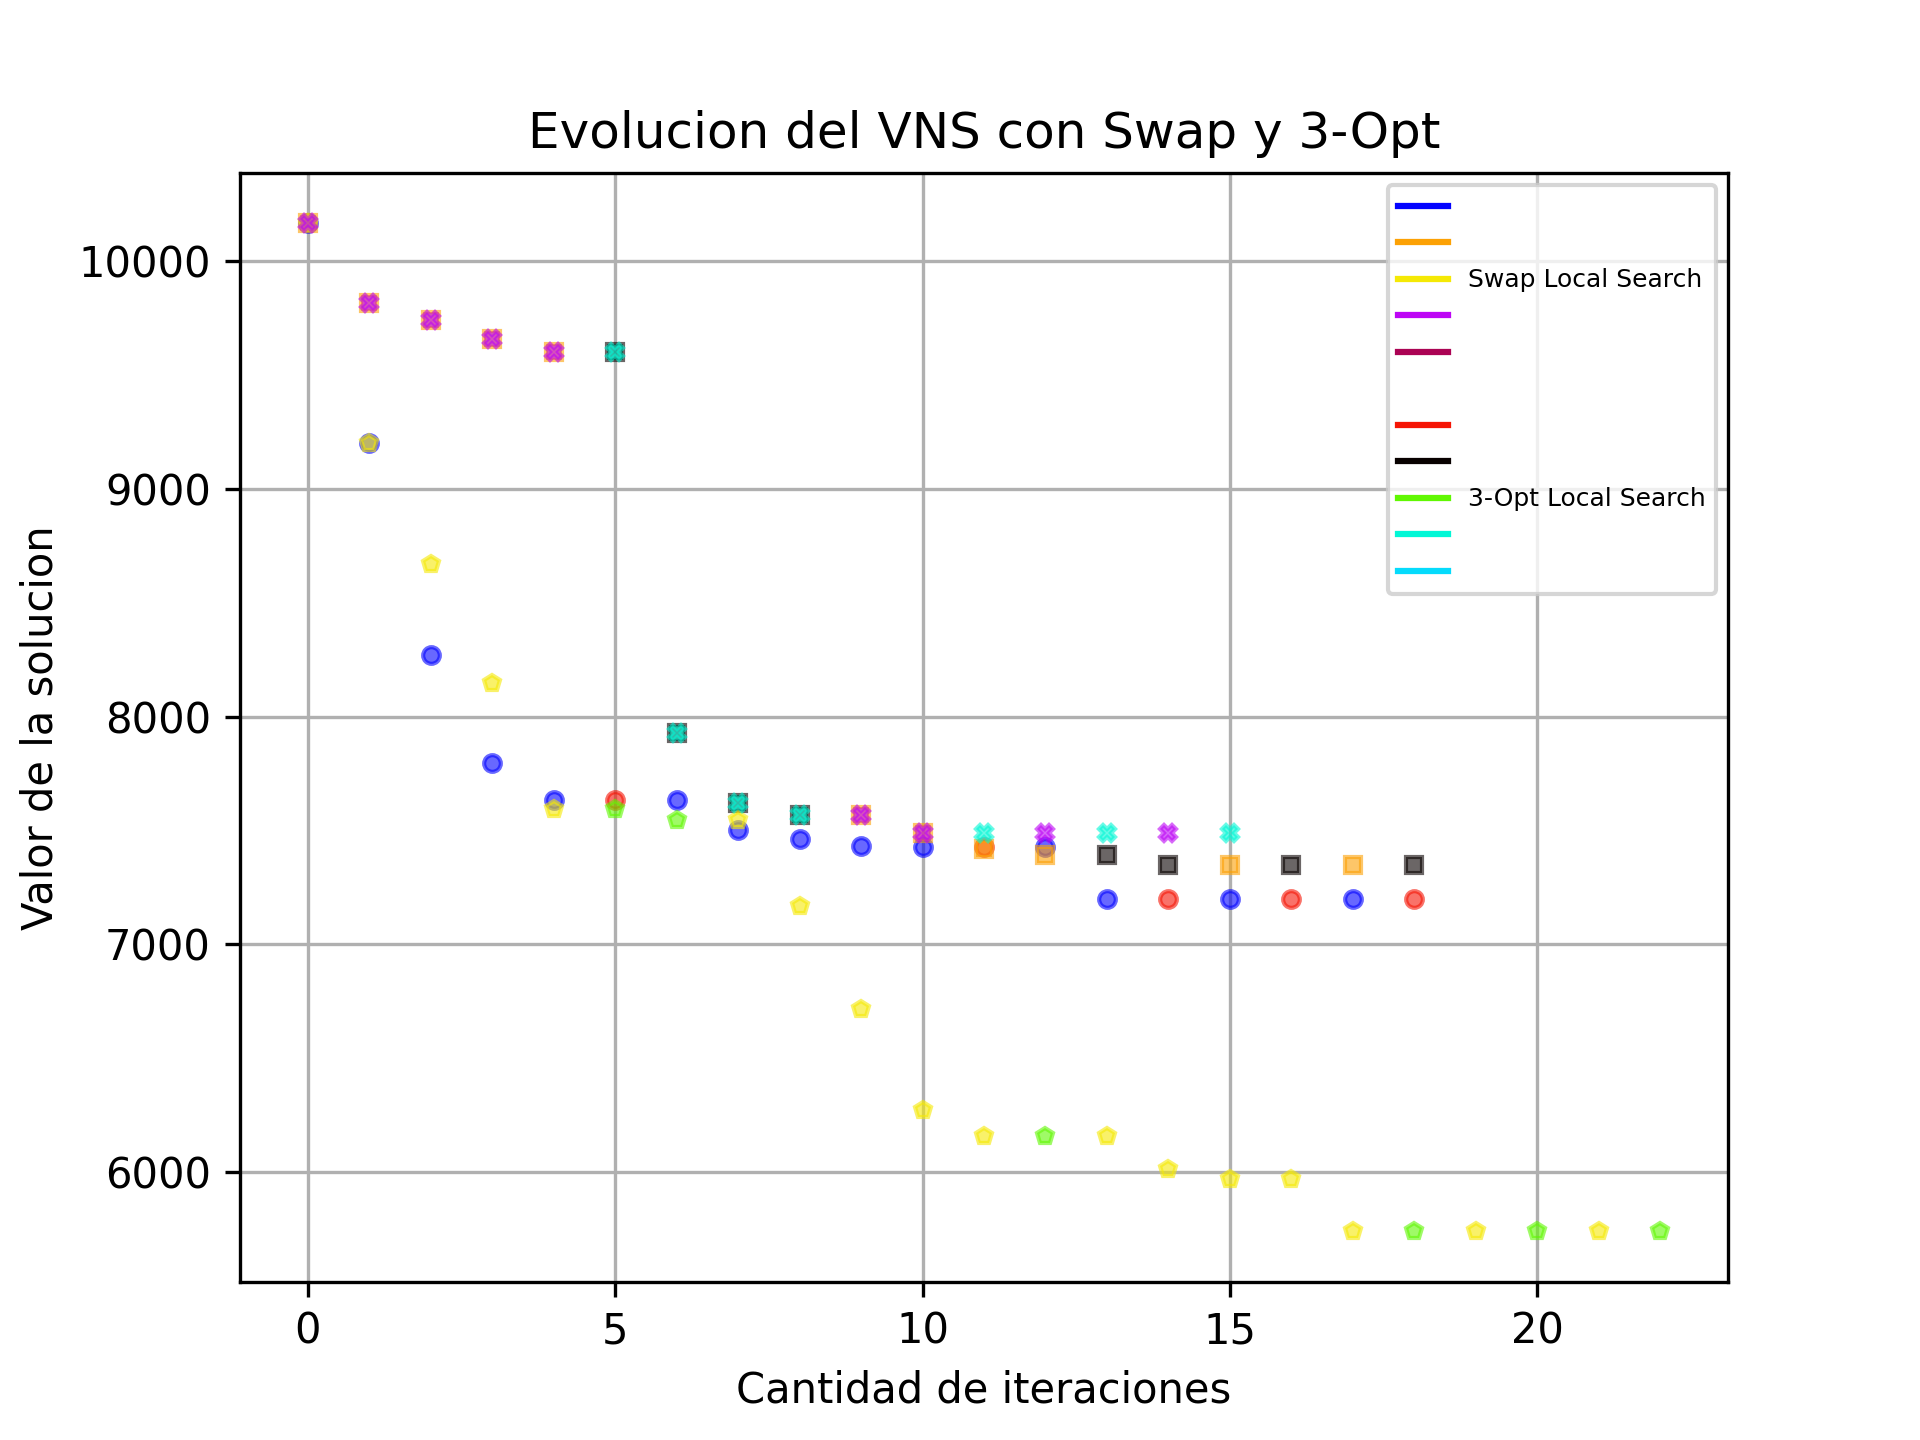 Evolucion del VNS con Swap y 3-Opt
Swap Local Search
3-Opt Local Search
Valor de la solucion
10000
9000
8000
7000
6000
0 5 10 15 20
Cantidad de iteraciones